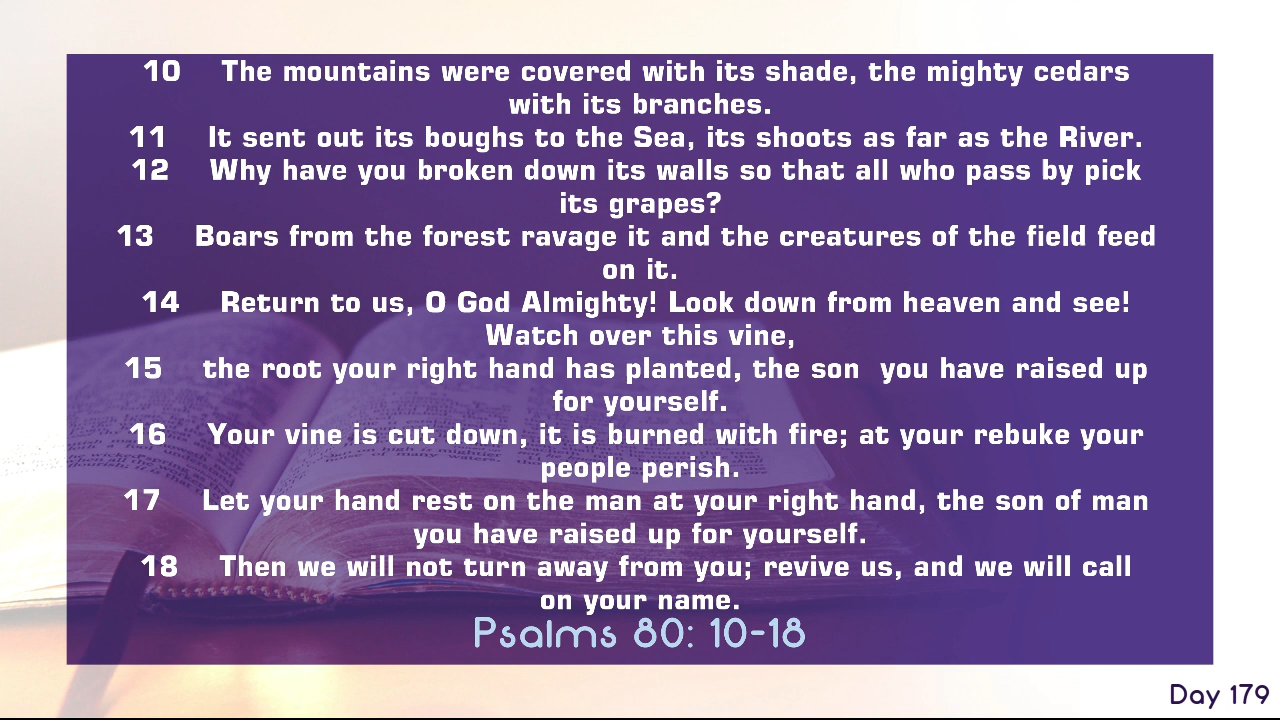 10 The mountains were covered with its shade, the mighty cedars
with its branches.
11 It sent out its boughs to the Sea, its shoots as far as the River.
12 Why have you broken down its walls so that all who pass by pick
its grapes?
13 Boars from the forest ravage it and the creatures of the field feed
on it.
14 Return to us, O God Almighty! Look down from heaven and see!
Watch over this vine,
15 the root your right hand has planted, the son you have raised up
for yourself.
16 Your vine is cut down, it is burned with fire; at your rebuke your
people perish.
17 Let your hand rest on the man at your right hand, the son of man
you have raised up for yourself.
18 Then we will not turn away from you; revive us, and we will call
on your name.
Psalms 80: 10-18
Day 179